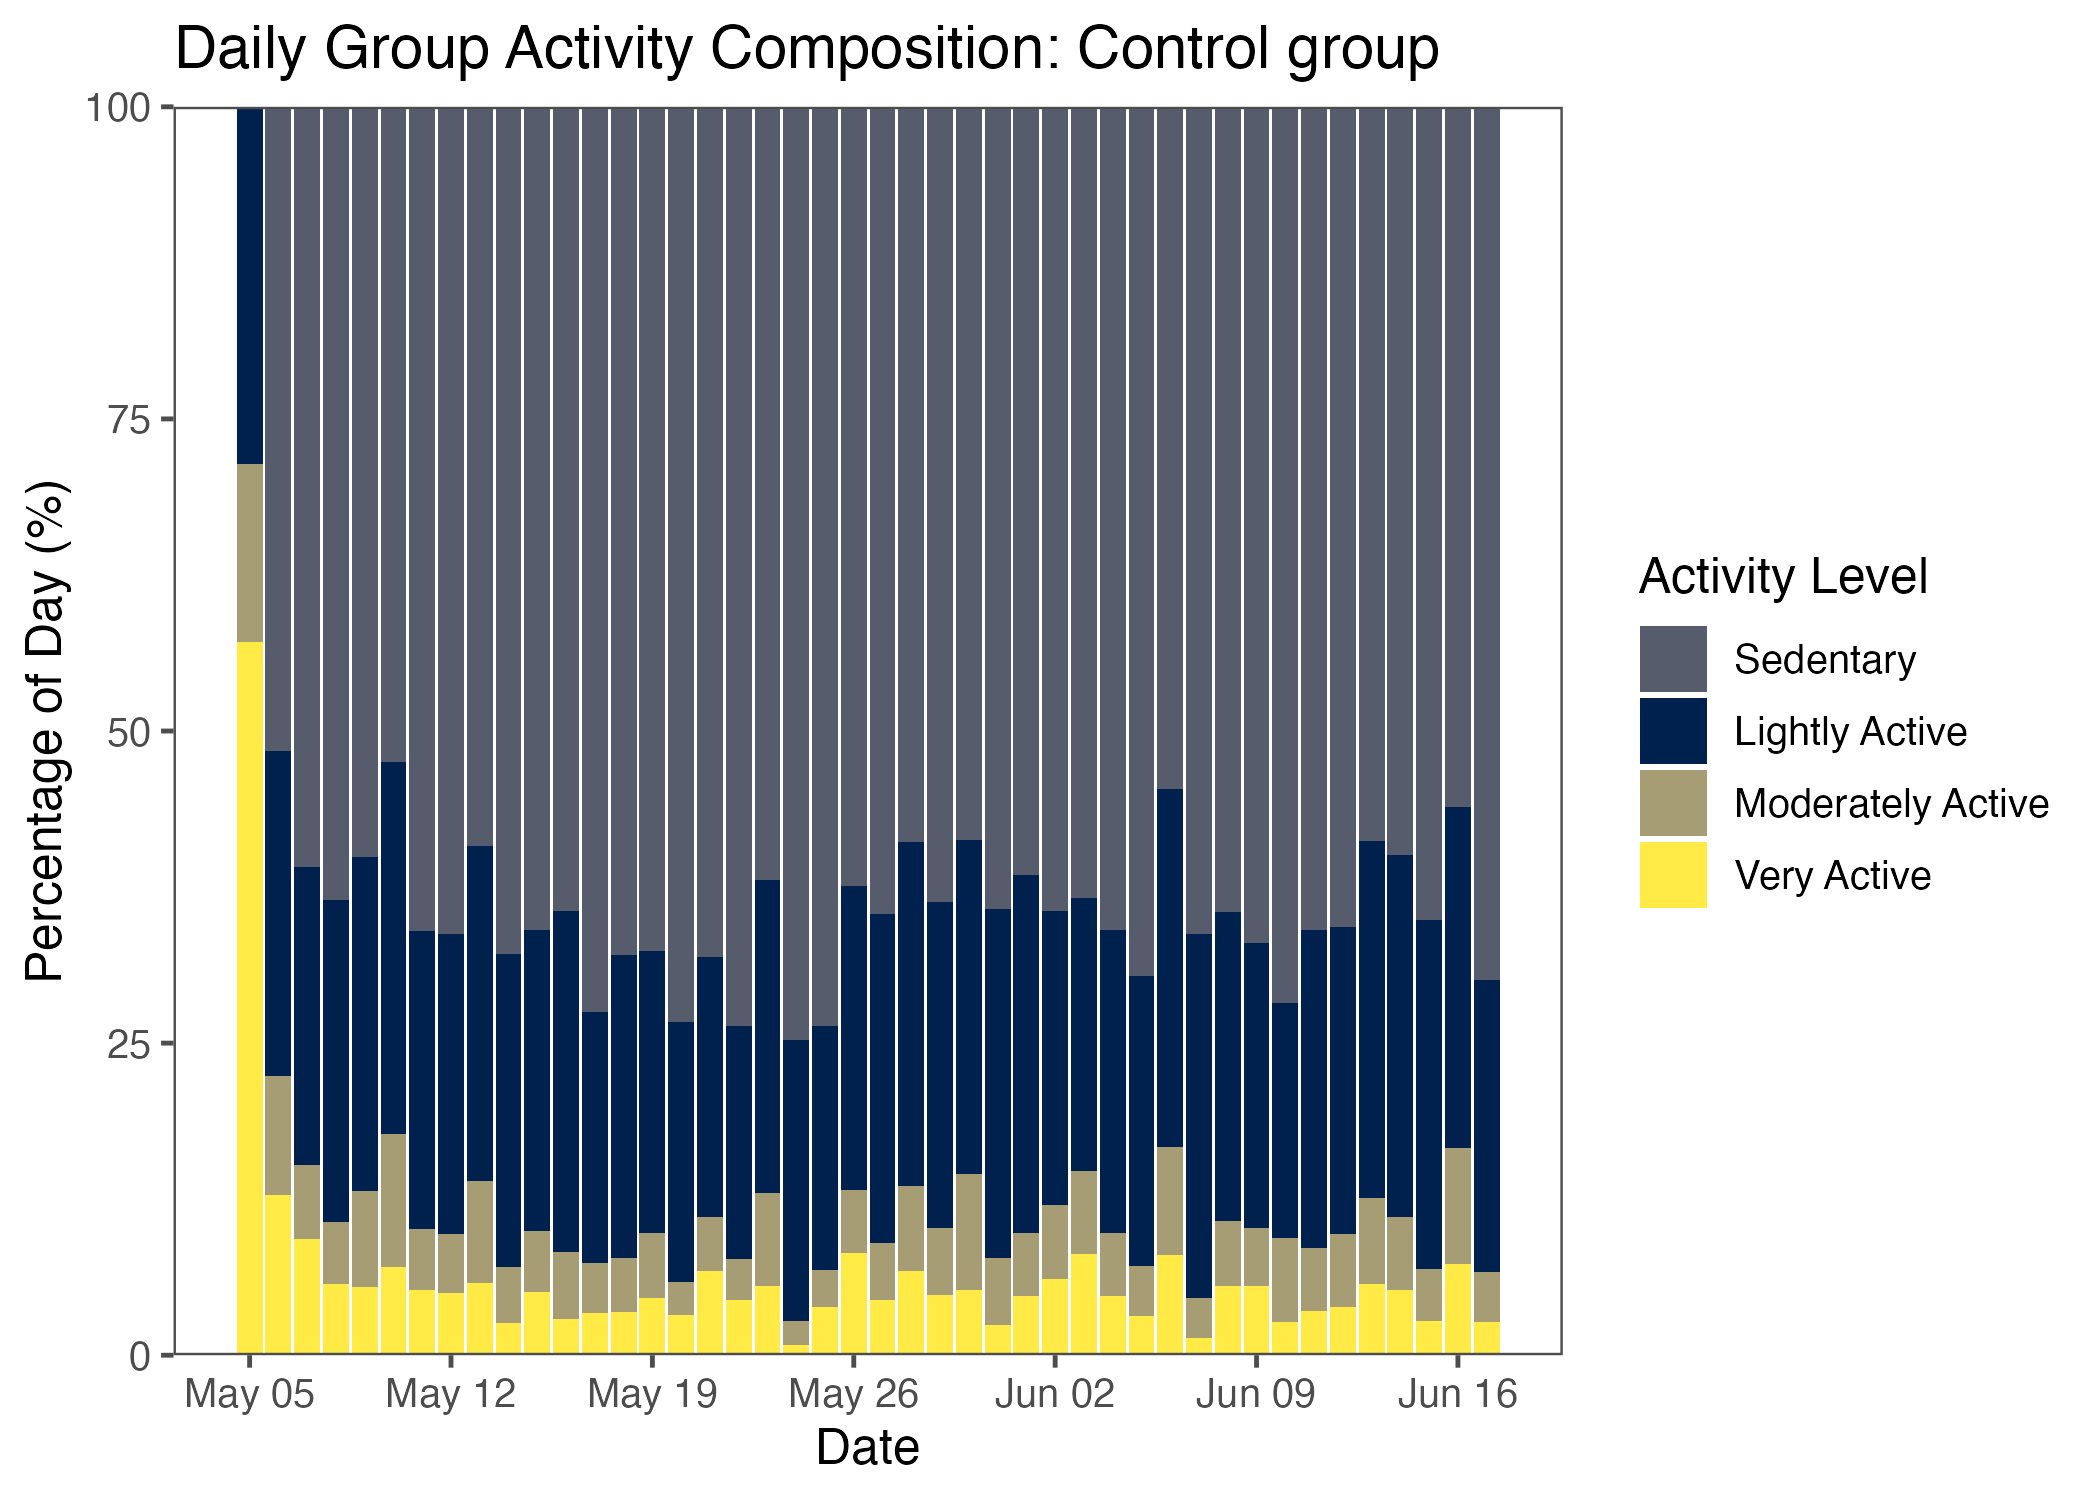 Daily Group Activity Composition: Control group
100
75
50
25
0
Percentage of Day (%)
May 05 May 12 May 19 May 26 Jun 02 Jun 09 Jun 16
Date
Activity Level
Sedentary
Lightly Active
Moderately Active
Very Active